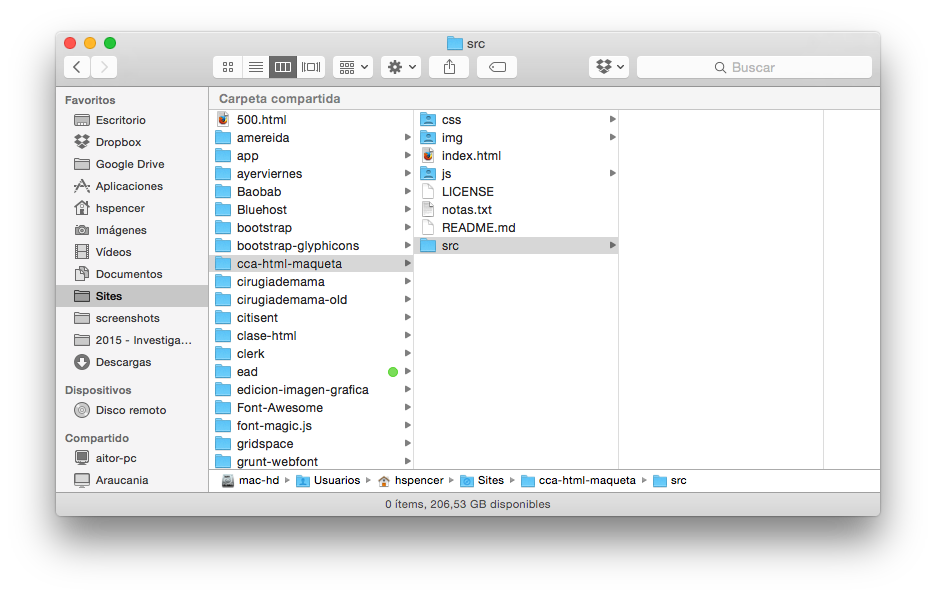 src
Buscar
Favoritos
Escritorio
Dropbox
Google Drive
Aplicaciones
hspencer
Imágenes
Vídeos
Documentos
Sites
screenshots
2015 - Investiga...
Descargas
Dispositivos
Disco remoto
Compartido
aitor-pc
Araucania
Carpeta compartida
500.html
amereida
app
ayerviernes
Baobab
Bluehost
bootstrap
bootstrap-glyphicons
cca-html-maqueta
cirugiademama
cirugiademama-old
citisent
clase-html
clerk
ead
edicion-imagen-grafica
Font-Awesome
font-magic.js
gridspace
grunt-webfont
css
img
index.html
js
LICENSE
notas.txt
README.md
src
mac-hd ▸ Usuarios ▸ hspencer ▸ Sites ▸ cca-html-maqueta ▸ src
0 ítems, 206,53 GB disponibles